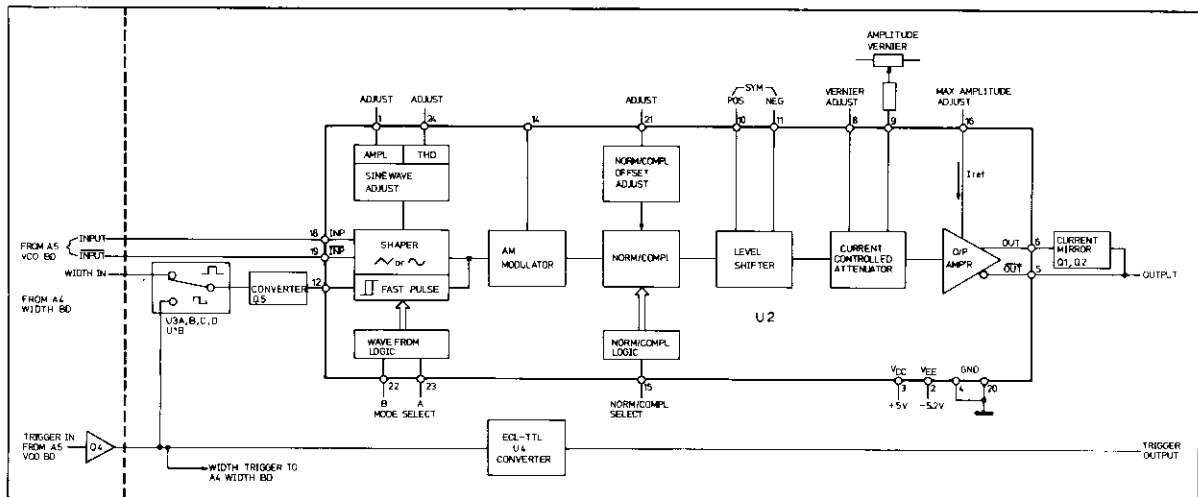 AMPLITUDE
VERNIER
ADJUST
ADJUST
ADJUST
SYM
POS
NEG
VERNIER
ADJUST
MAX AMPLITUDE
ADJUST
1
24
14
21
10
11
8
9
16
AMPL
THD
SINEWAVE
ADJUST
NORM/COMPL
OFFSET
ADJUST
Iref
FROM A5
VCO BD
INPUT
INPUT
18
INP
19
INP
SHAPER
OR
FAST PULSE
AM
MODULATOR
NORM/COMPL
LEVEL
SHIFTER
CURRENT
CONTROLLED
ATTENUATOR
O/P
AMP'R
OUT
6
OUT
5
CURRENT
MIRROR
Q1, Q2
OUTPUT
WIDTH IN
FROM A4
WIDTH BD
U3A, B, C, D
U1B
CONVERTER
Q5
12
WAVE FROM
LOGIC
NORM/COMPL
LOGIC
U2
22
23
B
A
MODE SELECT
15
NORM/COMPL
SELECT
VCC
VEE
GND
3
2
4
20
+5V
-5.2V
TRIGGER IN
FROM A5
VCO BD
Q4
WIDTH TRIGGER TO
A4 WIDTH BD
ECL-TTL
U4
CONVERTER
TRIGGER
OUTPUT